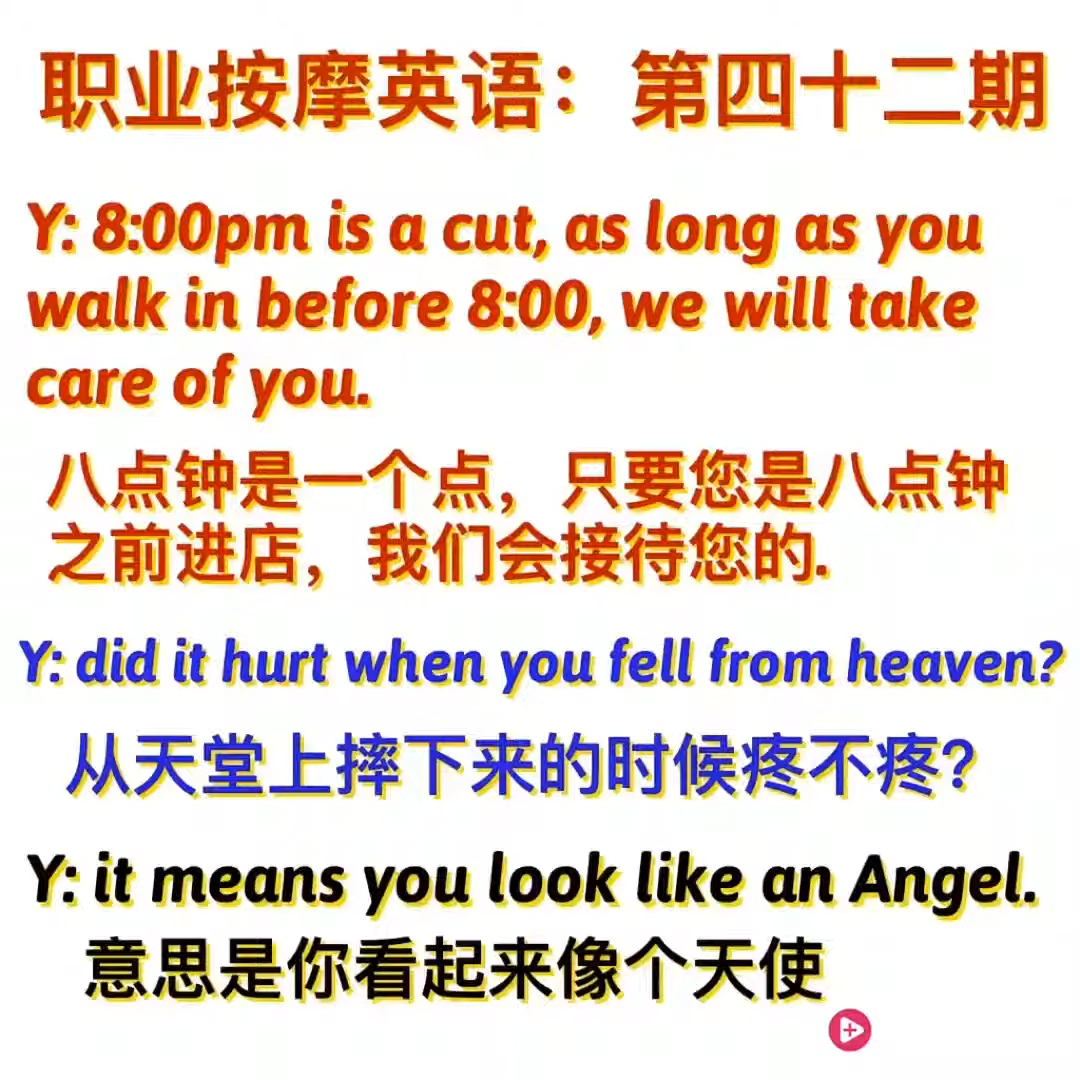 职业按摩英语：第四十二期
Y: 8:00pm is a cut, as long as you
walk in before 8:00, we will take
care of you.
八点钟是一个点，只要您是八点钟
之前进店，我们会接待您的.
Y: did it hurt when you fell from heaven?
从天堂上摔下来的时候疼不疼?
Y: it means you look like an Angel.
意思是你看起来像个天使